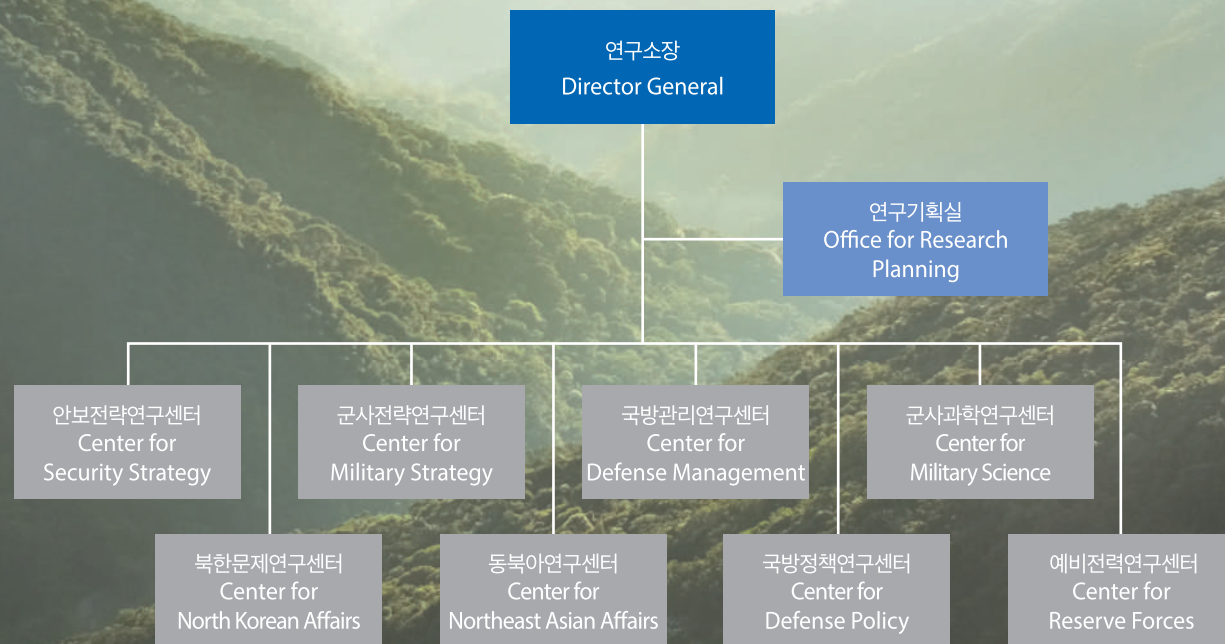 연구소장
Director General
연구기획실
Office for Research
Planning
안보전략연구센터
Center for
Security Strategy
군사전략연구센터
Center for
Military Strategy
국방관리연구센터
Center for
Defense Management
군사과학연구센터
Center for
Military Science
북한문제연구센터
Center for
North Korean Affairs
동북아연구센터
Center for
Northeast Asian Affairs
국방정책연구센터
Center for
Defense Policy
예비전력연구센터
Center for
Reserve Forces